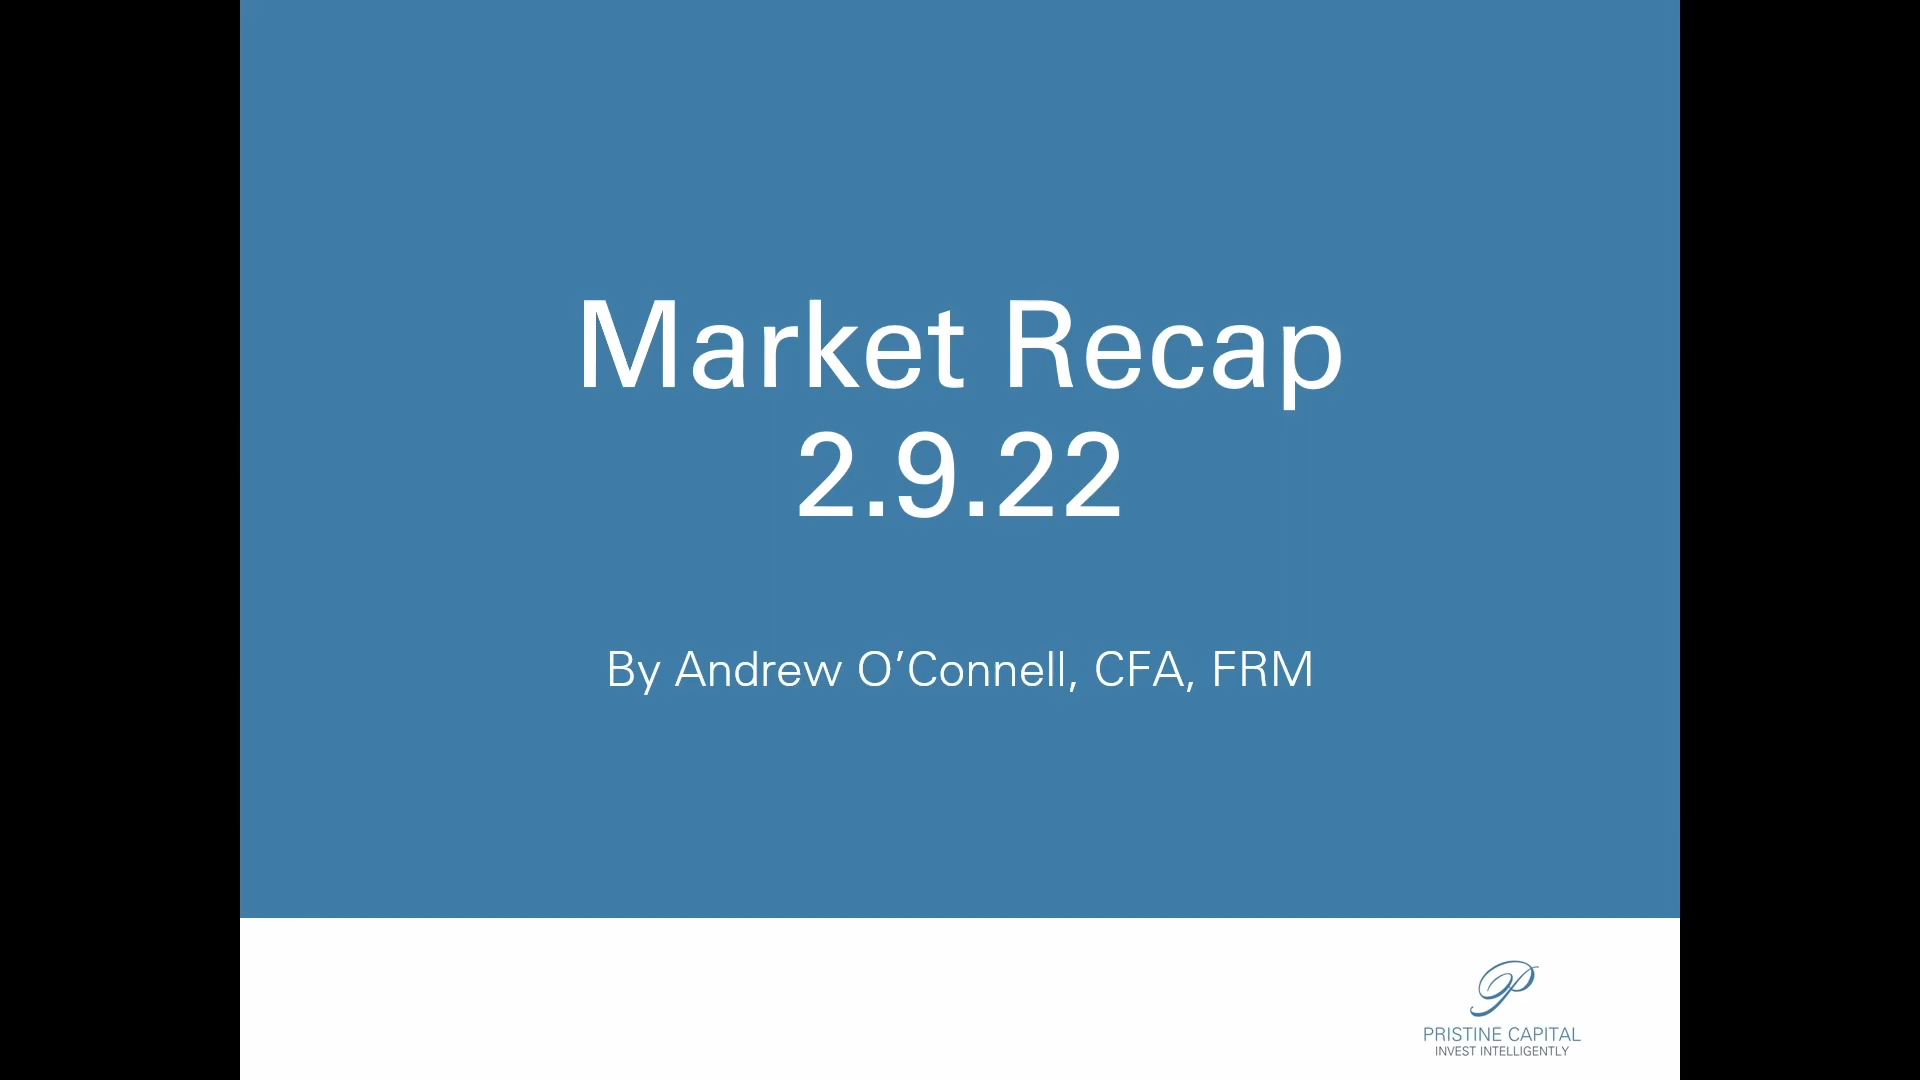 Market Recap
2.9.22
By Andrew O’Connell, CFA, FRM
PRISTINE CAPITAL
INVEST INTELLIGENTLY